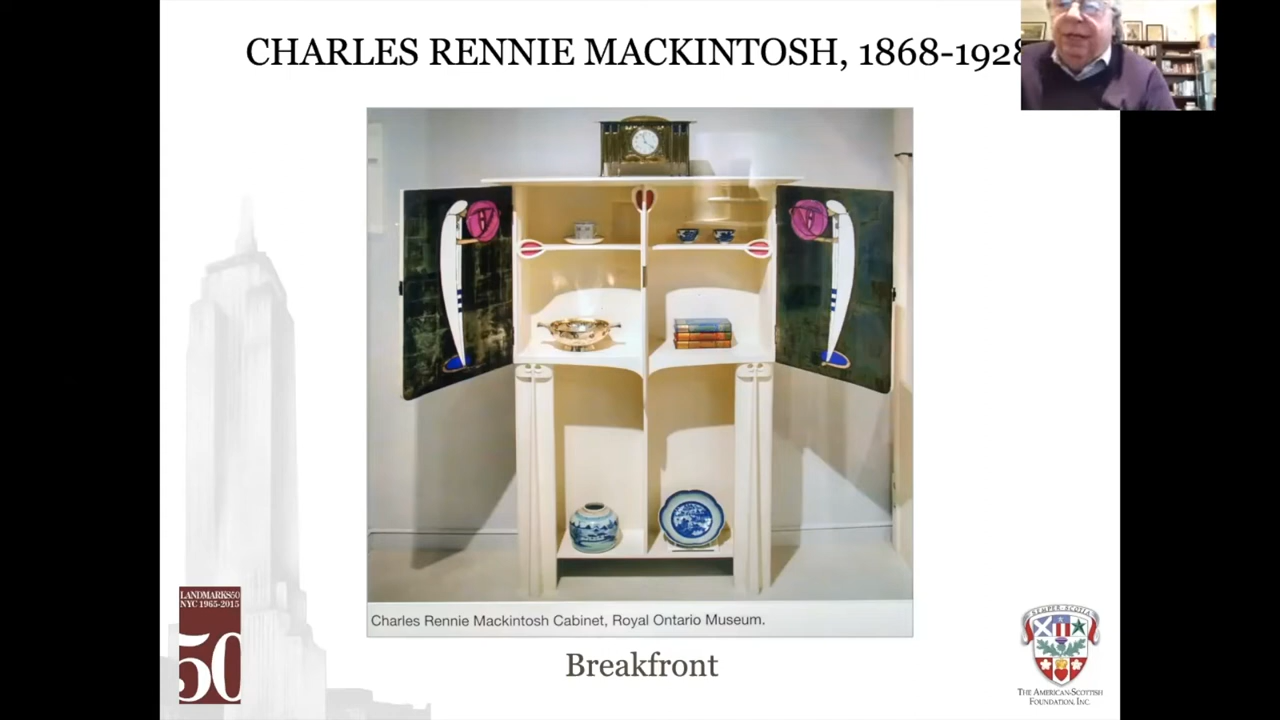 CHARLES RENNIE MACKINTOSH, 1868-1928
Charles Rennie Mackintosh Cabinet, Royal Ontario Museum.
Breakfront
LANDMARKS50
NYC 1965-2015
50
SEMPER SCOTIA
THE AMERICAN-SCOTTISH
FOUNDATION, INC.